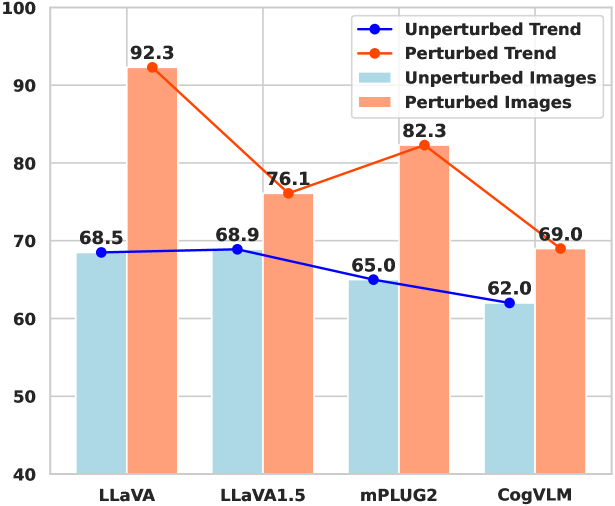 100
90
80
70
60
50
40
Unperturbed Trend
Perturbed Trend
Unperturbed Images
Perturbed Images
92.3
76.1
82.3
69.0
68.5
68.9
65.0
62.0
LLaVA
LLaVA1.5
mPLUG2
CogVLM